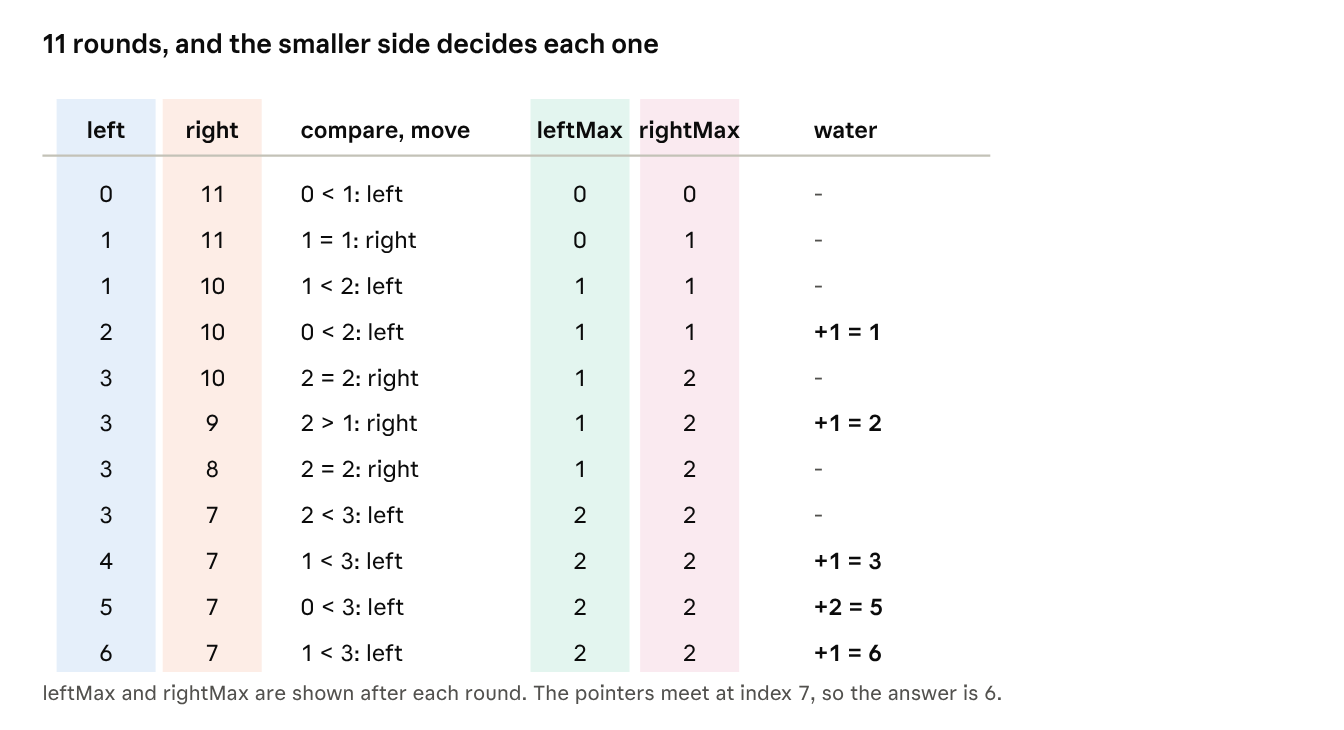 11 rounds, and the smaller side decides each one
left right compare, move leftMax rightMax water
0 11 0 < 1: left 0 0 -
1 11 1 = 1: right 0 1 -
1 10 1 < 2: left 1 1 -
2 10 0 < 2: left 1 1 +1 = 1
3 10 2 = 2: right 1 2 -
3 9 2 > 1: right 1 2 +1 = 2
3 8 2 = 2: right 1 2 -
3 7 2 < 3: left 2 2 -
4 7 1 < 3: left 2 2 +1 = 3
5 7 0 < 3: left 2 2 +2 = 5
6 7 1 < 3: left 2 2 +1 = 6
leftMax and rightMax are shown after each round. The pointers meet at index 7, so the answer is 6.